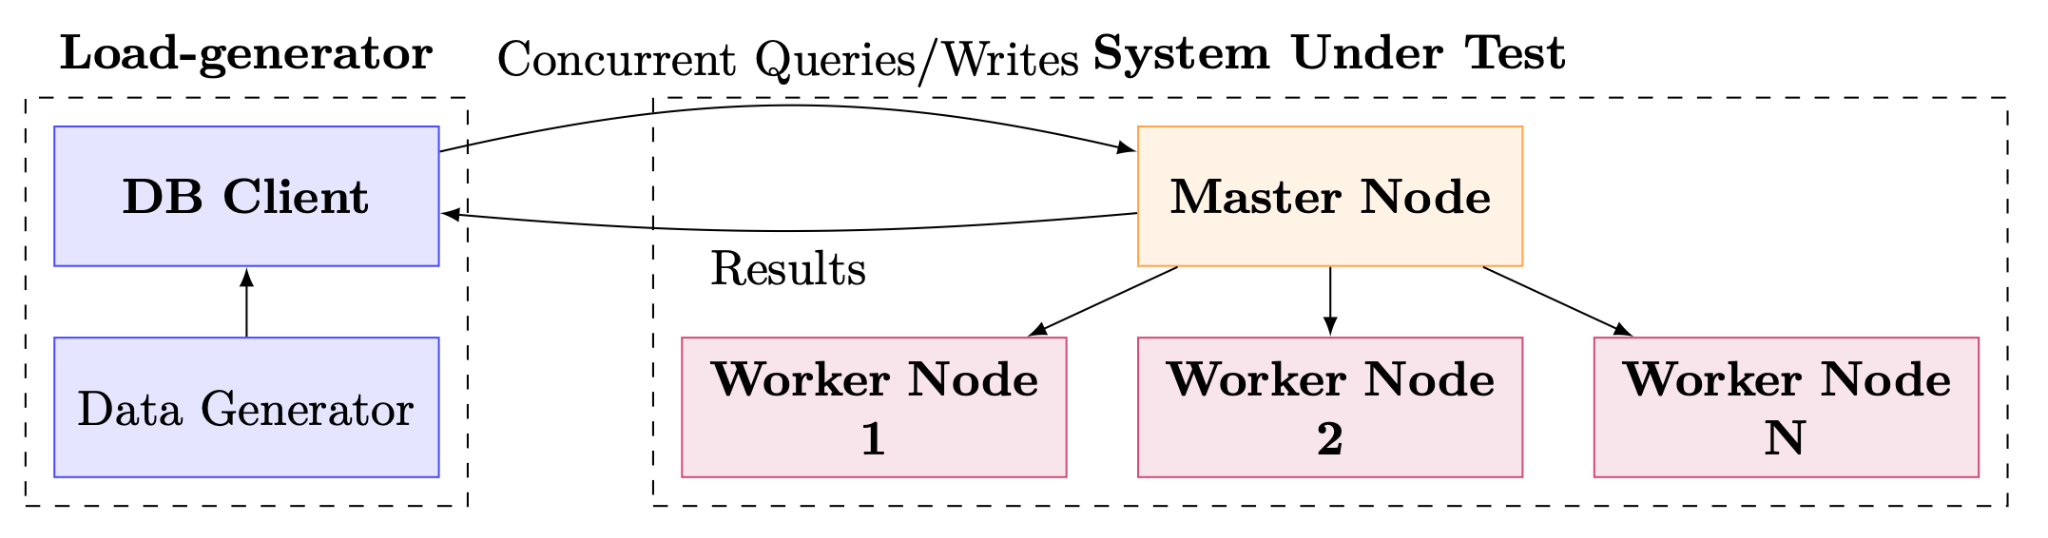 Load-generator
Concurrent Queries/Writes
System Under Test
DB Client
Master Node
Results
Data Generator
Worker Node
1
Worker Node
2
Worker Node
N